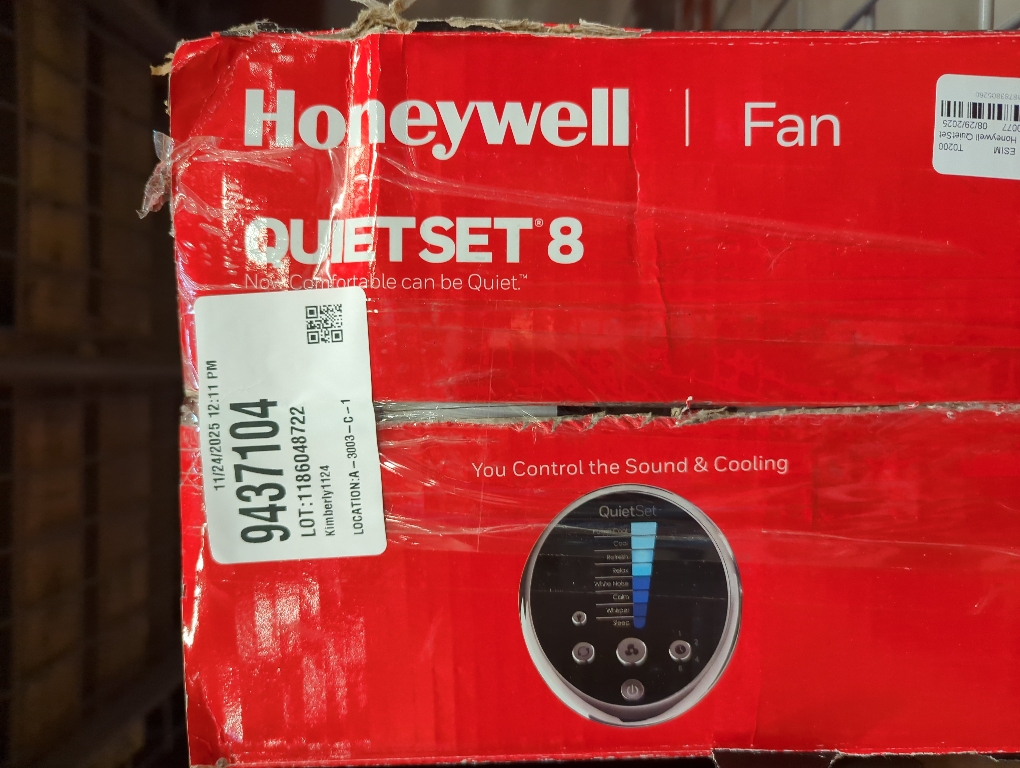 Honeywell | Fan
QUIETSET® 8
Now Comfortable can be Quiet.™
11/24/2025 12:11 PM
9437104
LOT:1186048722
Kimberly1124
LOCATION:A-3003-C-1
T0200
ESIM
Honeywell QuietSet
0077 08/29/2025
You Control the Sound & Cooling
QuietSet
Cool
Refresh
Relax
White Noise
Calm
Whisper
Sleep